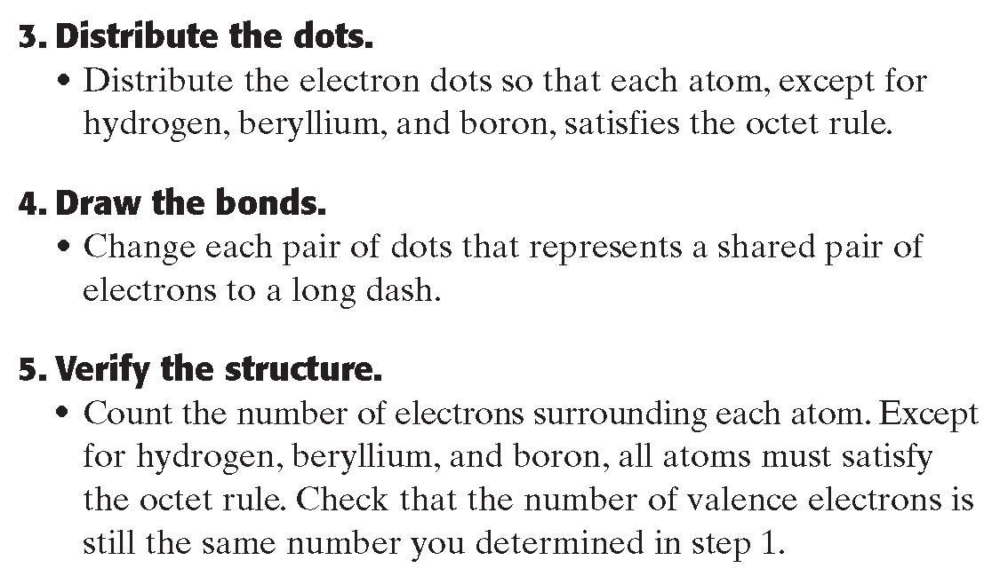 3. Distribute the dots.
• Distribute the electron dots so that each atom, except for
hydrogen, beryllium, and boron, satisfies the octet rule.
4. Draw the bonds.
• Change each pair of dots that represents a shared pair of
electrons to a long dash.
5. Verify the structure.
• Count the number of electrons surrounding each atom. Except
for hydrogen, beryllium, and boron, all atoms must satisfy
the octet rule. Check that the number of valence electrons is
still the same number you determined in step 1.